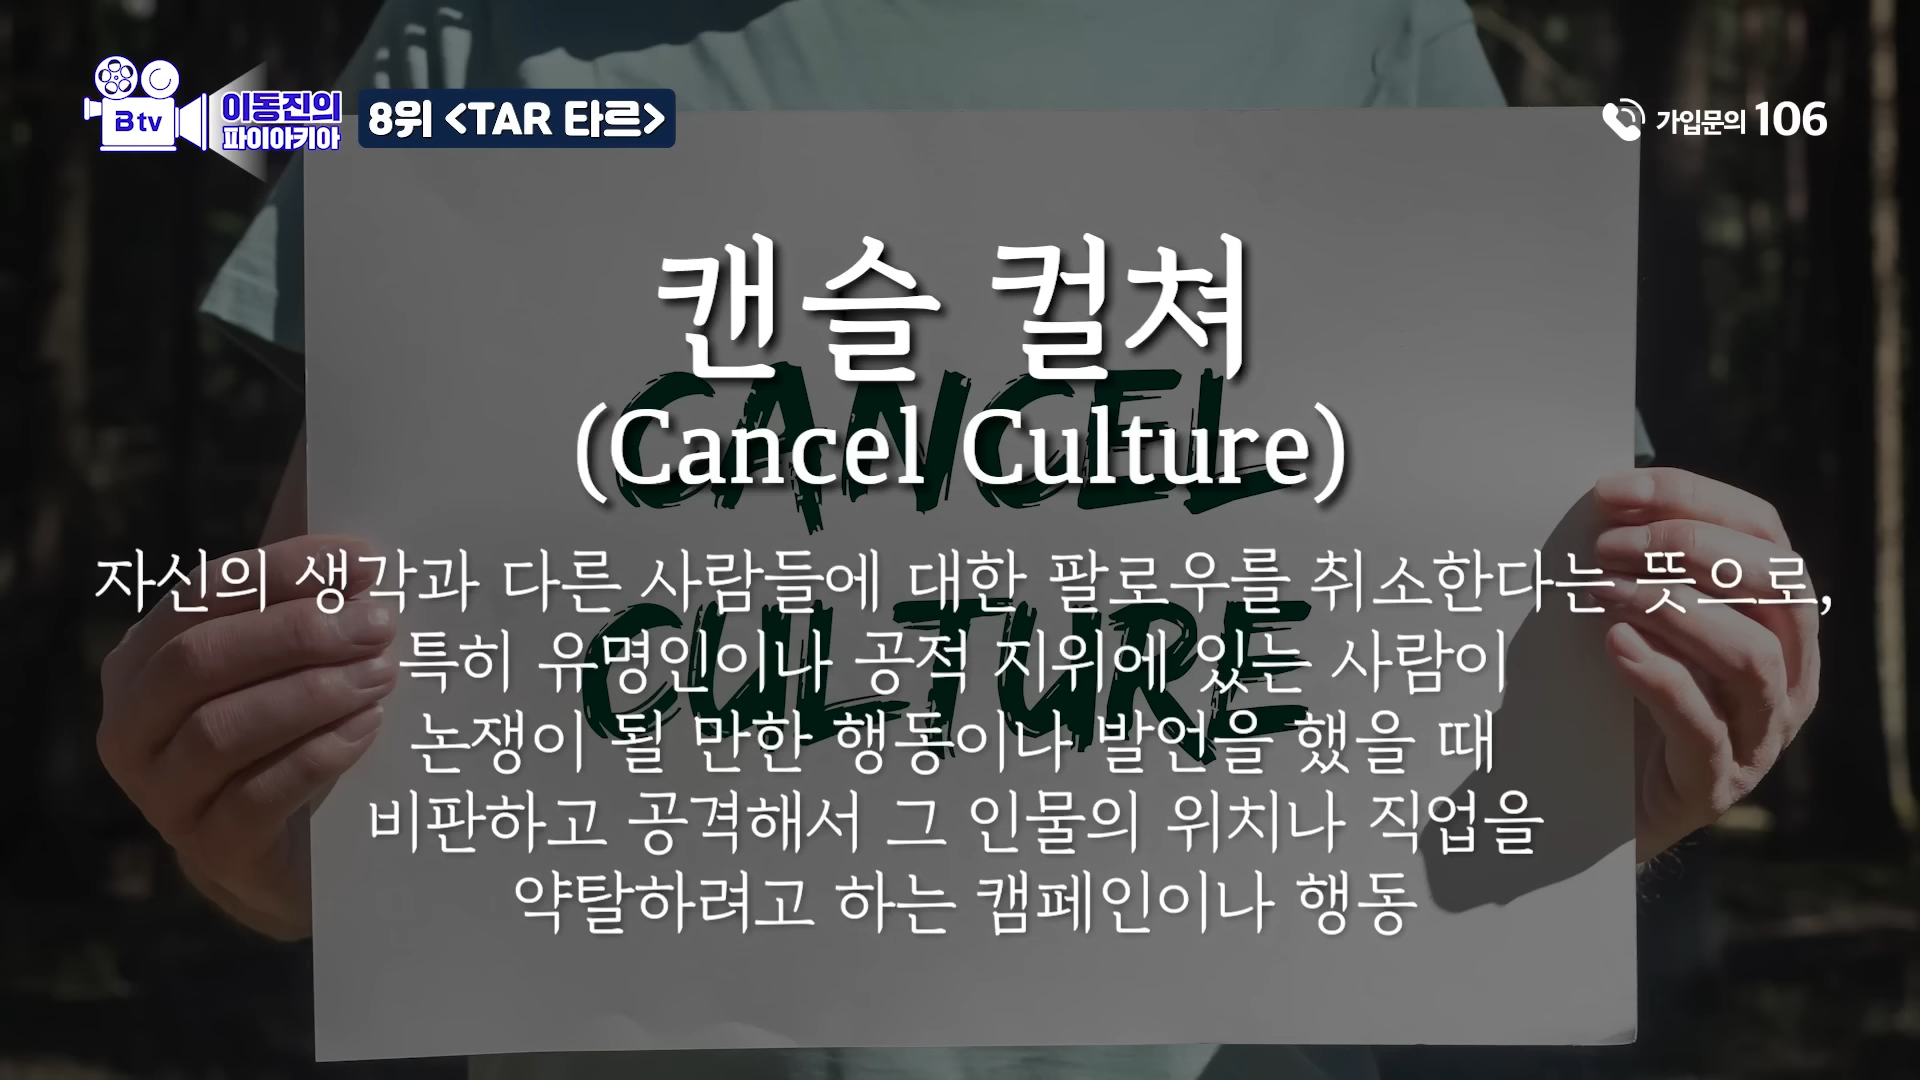 B tv
이동진의
파이아키아
8위 <TAR 타르>
가입문의 106
캔슬 컬쳐
(Cancel Culture)
CANCEL
CULTURE
자신의 생각과 다른 사람들에 대한 팔로우를 취소한다는 뜻으로,
특히 유명인이나 공적 지위에 있는 사람이
논쟁이 될 만한 행동이나 발언을 했을 때
비판하고 공격해서 그 인물의 위치나 직업을
약탈하려고 하는 캠페인이나 행동